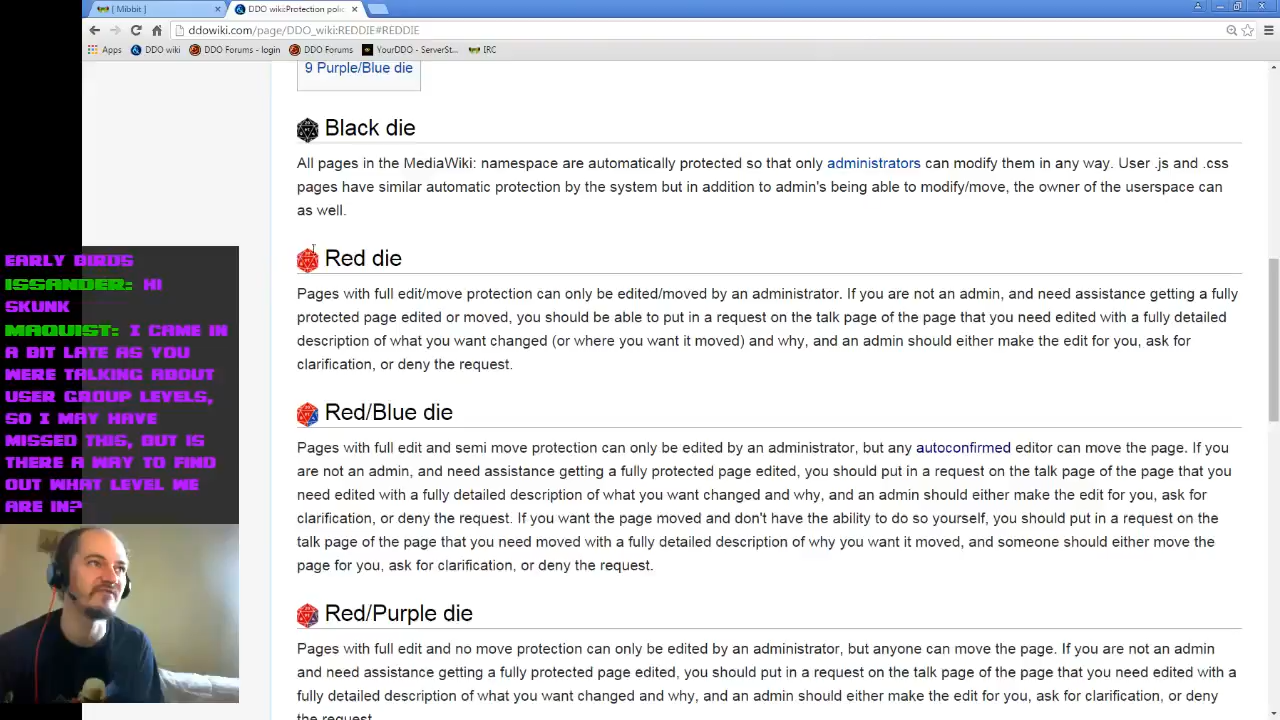 [ Mibbit ]
DDO wiki:Protection polic
ddowiki.com/page/DDO_wiki:REDDIE#REDDIE
Apps DDO wiki DDO Forums - login DDO Forums YourDDO - ServerSt... IRC
9 Purple/Blue die
Black die
All pages in the MediaWiki: namespace are automatically protected so that only administrators can modify them in any way. User .js and .css
pages have similar automatic protection by the system but in addition to admin's being able to modify/move, the owner of the userspace can
as well.
Red die
Pages with full edit/move protection can only be edited/moved by an administrator. If you are not an admin, and need assistance getting a fully
protected page edited or moved, you should be able to put in a request on the talk page of the page that you need edited with a fully detailed
description of what you want changed (or where you want it moved) and why, and an admin should either make the edit for you, ask for
clarification, or deny the request.
Red/Blue die
Pages with full edit and semi move protection can only be edited by an administrator, but any autoconfirmed editor can move the page. If you
are not an admin, and need assistance getting a fully protected page edited, you should put in a request on the talk page of the page that you
need edited with a fully detailed description of what you want changed and why, and an admin should either make the edit for you, ask for
clarification, or deny the request. If you want the page moved and don't have the ability to do so yourself, you should put in a request on the
talk page of the page that you need moved with a fully detailed description of why you want it moved, and someone should either move the
page for you, ask for clarification, or deny the request.
Red/Purple die
Pages with full edit and no move protection can only be edited by an administrator, but anyone can move the page. If you are not an admin
and need assistance getting a fully protected page edited, you should put in a request on the talk page of the page that you need edited with a
fully detailed description of what you want changed and why, and an admin should either make the edit for you, ask for clarification, or deny
the request.
EARLY BIRDS
ISSANDER: HI
SKUNK
MAQUIST: I CAME IN
A BIT LATE AS YOU
WERE TALKING ABOUT
USER GROUP LEVELS,
SO I MAY HAVE
MISSED THIS, BUT IS
THERE A WAY TO FIND
OUT WHAT LEVEL WE
ARE IN?